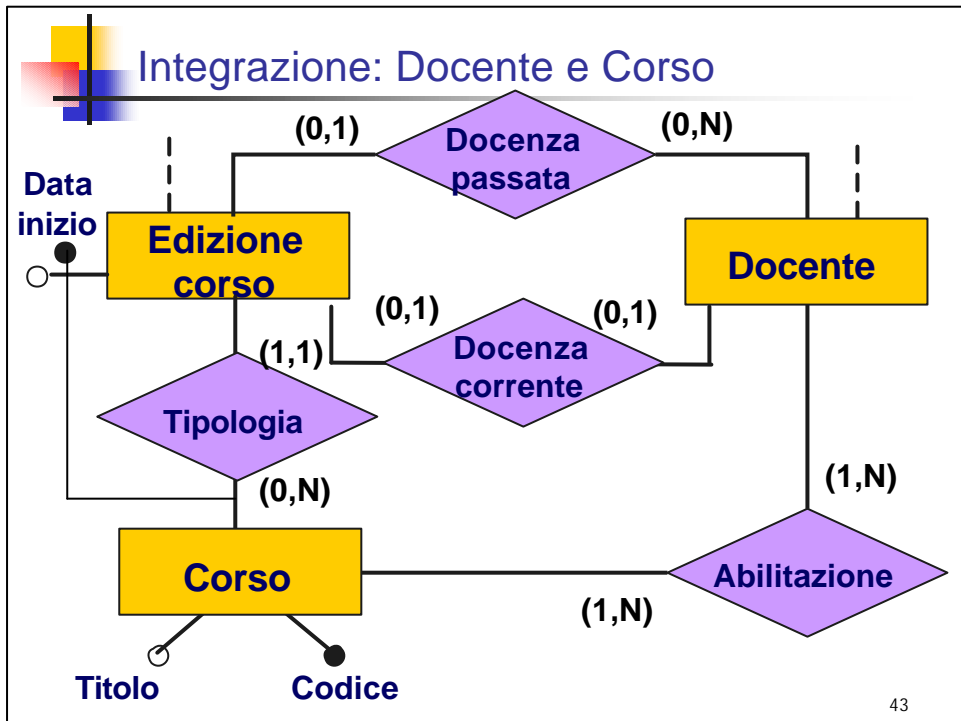 Integrazione: Docente e Corso
(0,1)
(0,N)
Docenza
passata
Data
inizio
Edizione
corso
Docente
(0,1)
(0,1)
(1,1)
Docenza
corrente
Tipologia
(0,N)
(1,N)
Corso
Abilitazione
(1,N)
Titolo
Codice
43